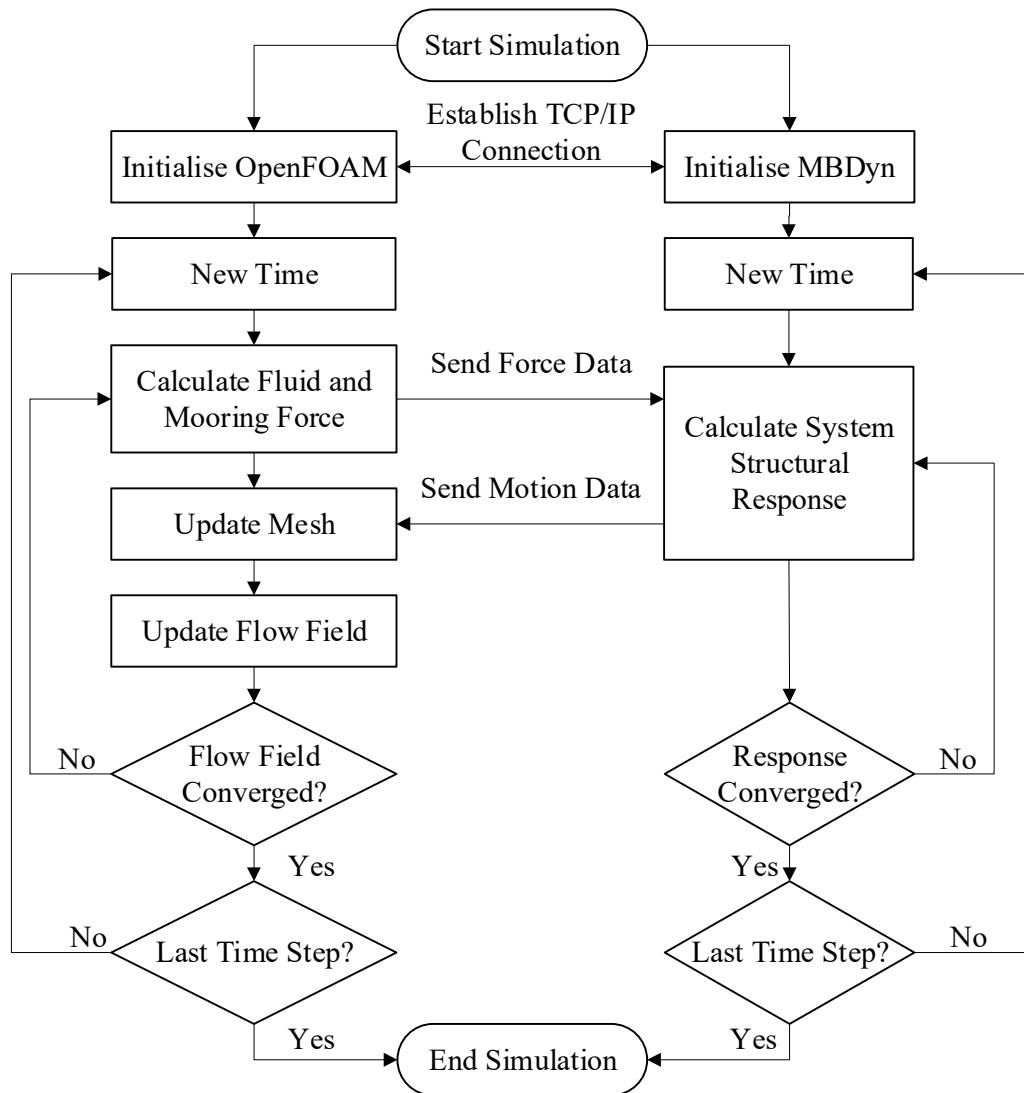 Start Simulation
Establish TCP/IP
Connection
Initialise OpenFOAM
Initialise MBDyn
New Time
New Time
Calculate Fluid and
Mooring Force
Send Force Data
Calculate System
Structural
Response
Send Motion Data
Update Mesh
Update Flow Field
Flow Field
Converged?
No
Response
Converged?
No
Yes
Yes
Last Time Step?
No
Last Time Step?
No
Yes
Yes
End Simulation